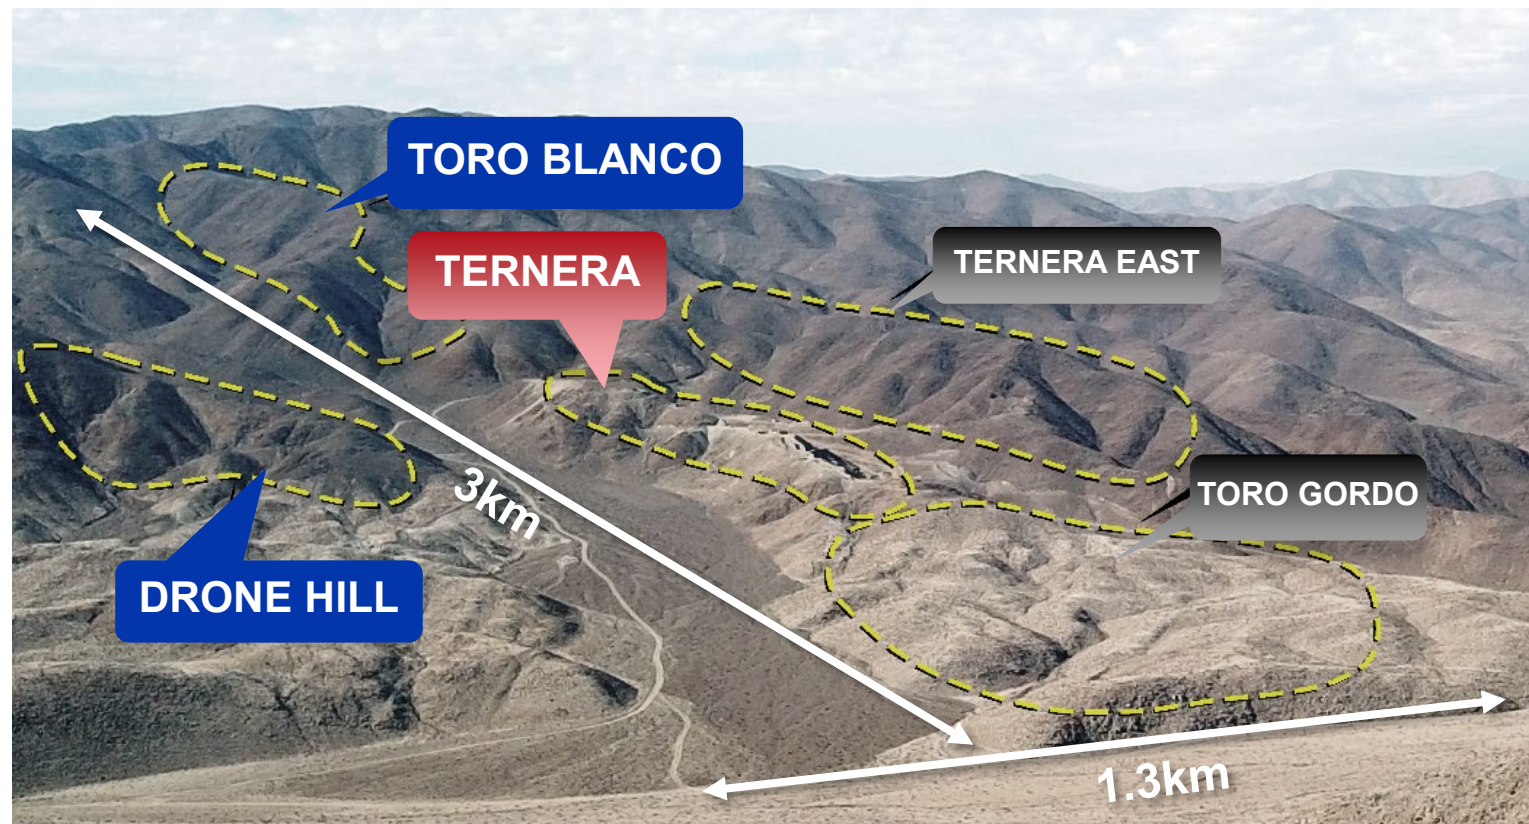 TORO BLANCO
TERNERA
TERNERA EAST
TORO GORDO
3km
DRONE HILL
1.3km